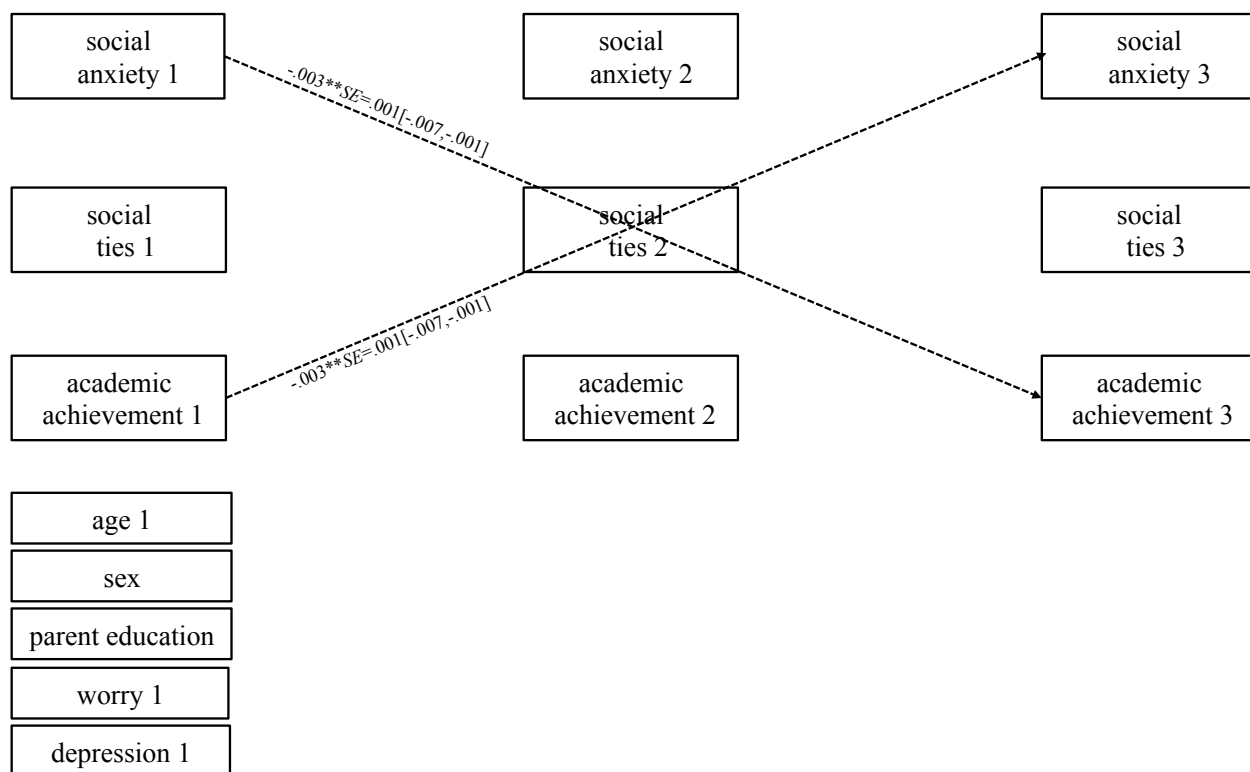 social
anxiety 1
social
anxiety 2
social
anxiety 3
-.003**SE=.001[-.007,-.001]
social
ties 1
social
ties 2
social
ties 3
-.003**SE=.001[-.007,-.001]
academic
achievement 1
academic
achievement 2
academic
achievement 3
age 1
sex
parent education
worry 1
depression 1